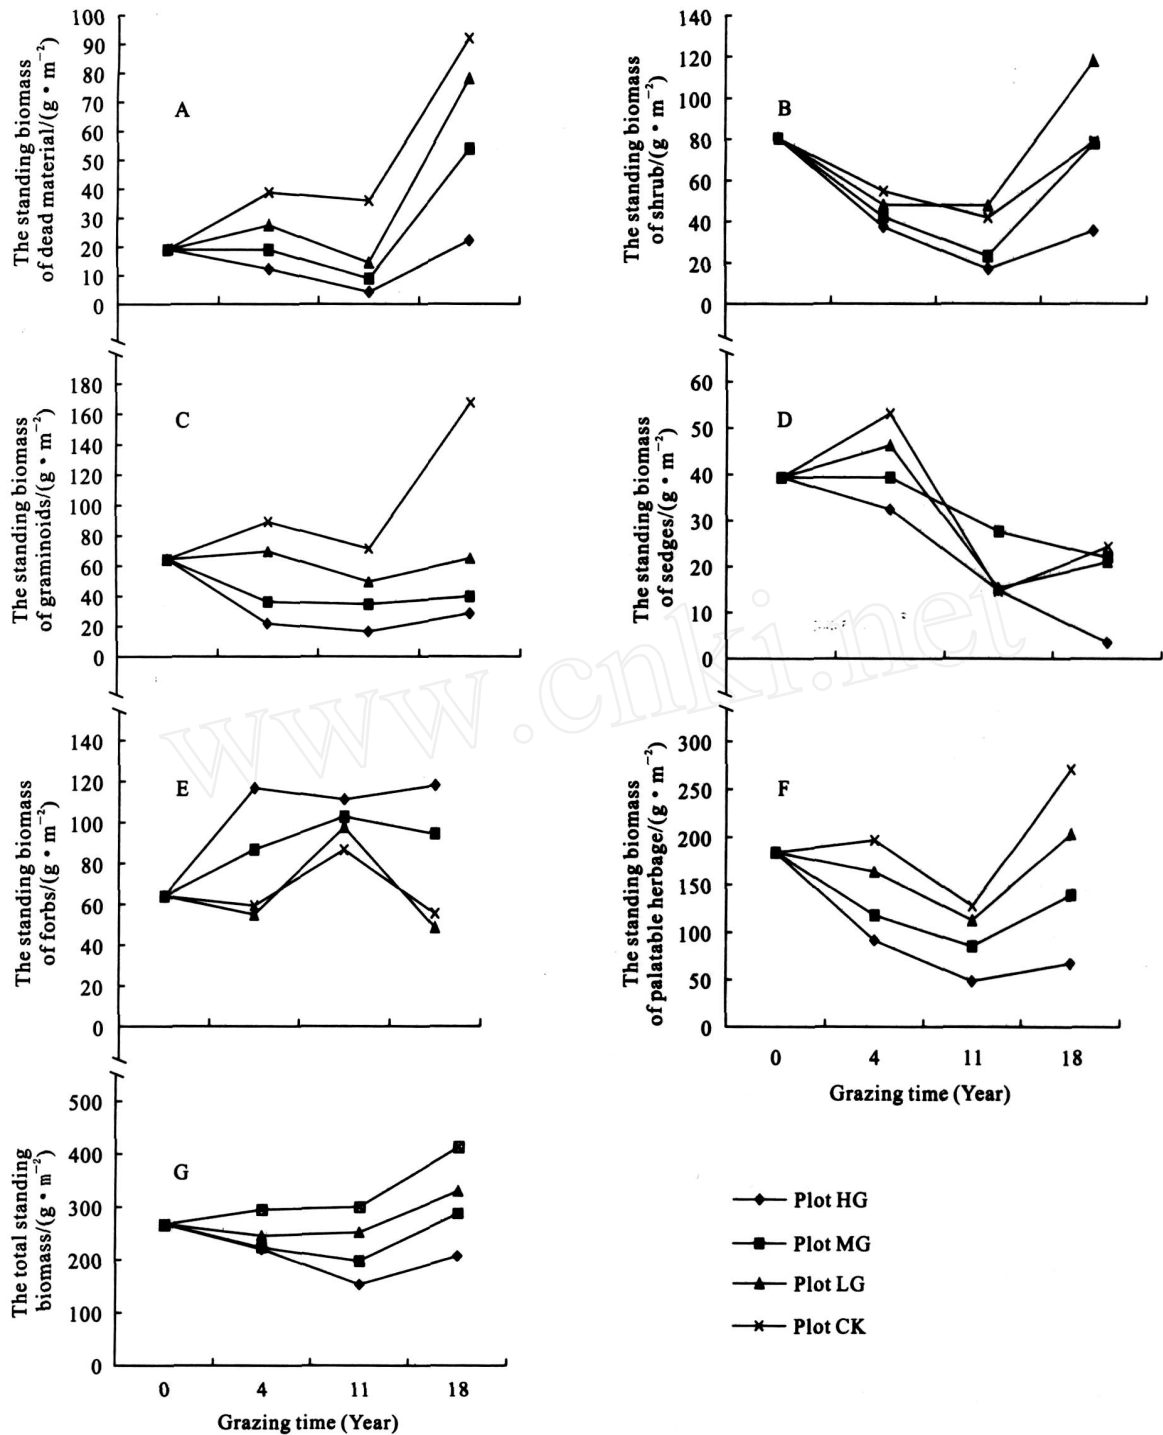 The standing biomass
of dead material/(g • m⁻²)
100
90
80
70
60
50
40
30
20
10
0
A
The standing biomass
of shrub/(g • m⁻²)
140
120
100
80
60
40
20
0
B
The standing biomass
of graminoids/(g • m⁻²)
180
160
140
120
100
80
60
40
20
0
C
The standing biomass
of sedges/(g • m⁻²)
60
50
40
30
20
10
0
D
The standing biomass
of forbs/(g • m⁻²)
140
120
100
80
60
40
20
0
E
The standing biomass
of palatable herbage/(g • m⁻²)
300
250
200
150
100
50
0
F
0 4 11 18
Grazing time (Year)
The total standing
biomass/(g • m⁻²)
500
400
300
200
100
0
G
0 4 11 18
Grazing time (Year)
Plot HG
Plot MG
Plot LG
Plot CK
www.cnki.net